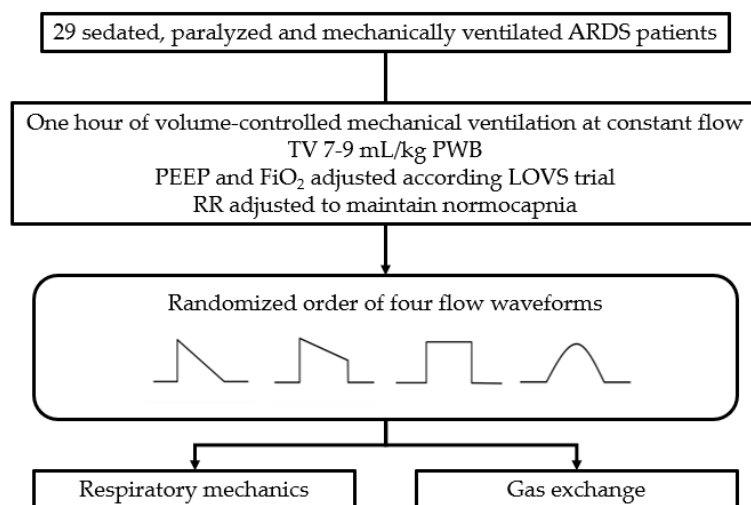 29 sedated, paralyzed and mechanically ventilated ARDS patients
One hour of volume-controlled mechanical ventilation at constant flow
TV 7-9 mL/kg PWB
PEEP and FiO₂ adjusted according LOVS trial
RR adjusted to maintain normocapnia
Randomized order of four flow waveforms
Respiratory mechanics
Gas exchange